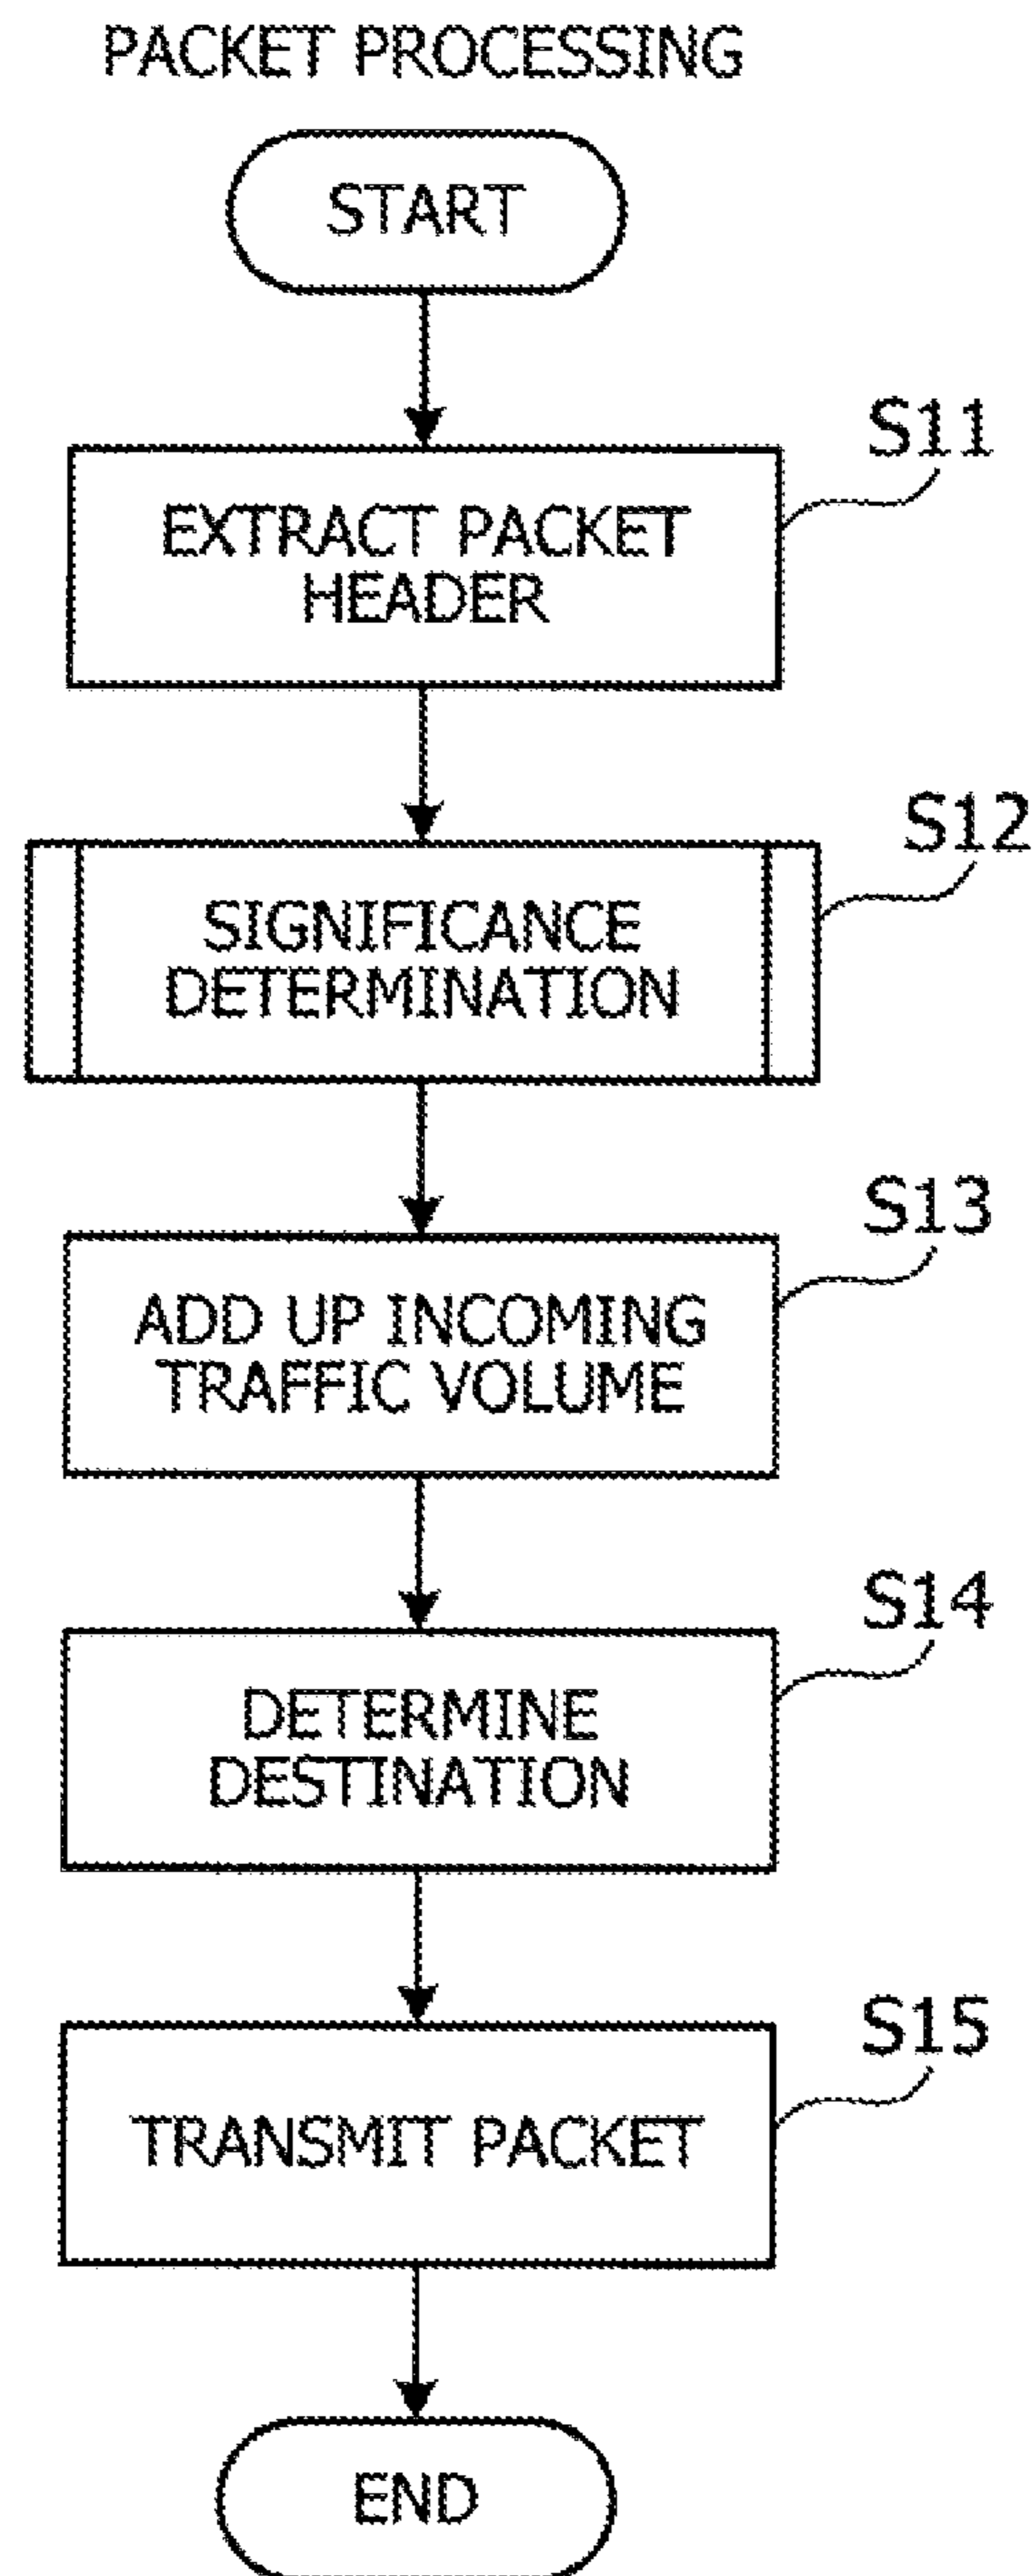 PACKET PROCESSING
START
S11
EXTRACT PACKET
HEADER
S12
SIGNIFICANCE
DETERMINATION
S13
ADD UP INCOMING
TRAFFIC VOLUME
S14
DETERMINE
DESTINATION
S15
TRANSMIT PACKET
END